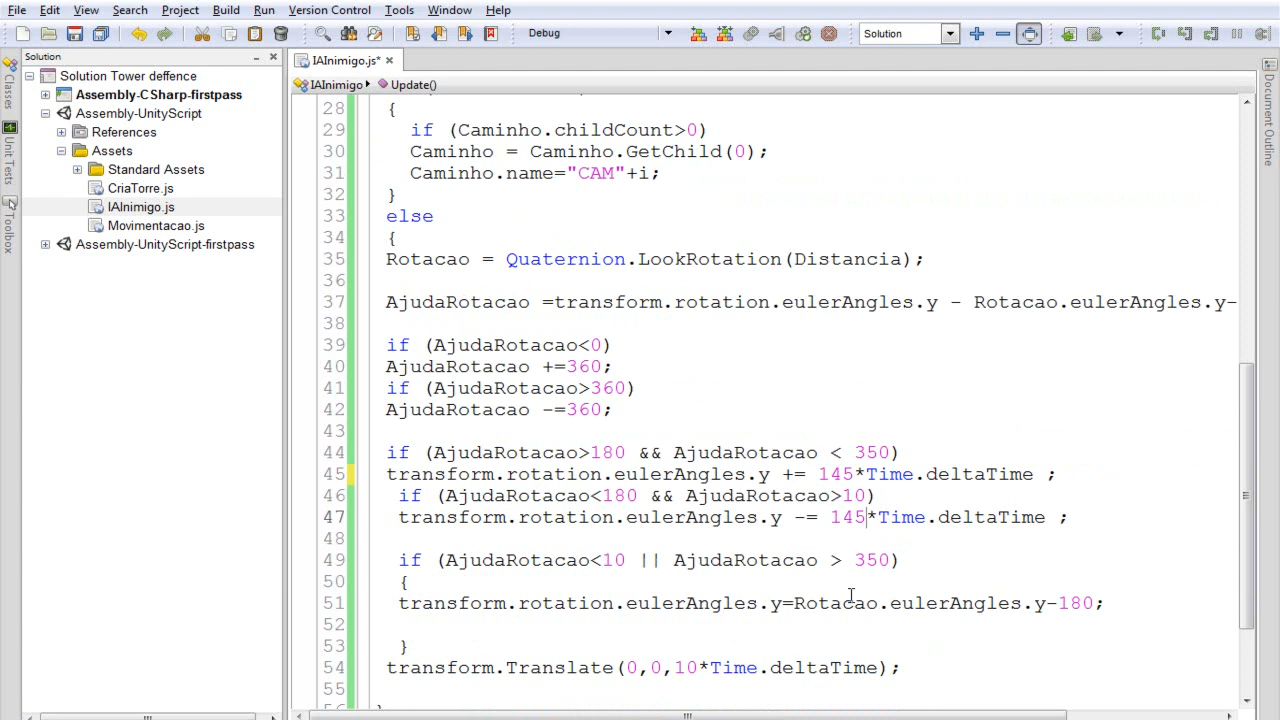 File Edit View Search Project Build Run Version Control Tools Window Help
Debug
Solution
Solution
IAInimigo.js*
IAInimigo Update()
Solution Tower deffence
Assembly-CSharp-firstpass
Assembly-UnityScript
References
Assets
Standard Assets
CriaTorre.js
IAInimigo.js
Movimentacao.js
Assembly-UnityScript-firstpass
Classes
Unit Tests
Toolbox
28 {
29 if (Caminho.childCount>0)
30 Caminho = Caminho.GetChild(0);
31 Caminho.name="CAM"+i;
32 }
33 else
34 {
35 Rotacao = Quaternion.LookRotation(Distancia);
36
37 AjudaRotacao =transform.rotation.eulerAngles.y - Rotacao.eulerAngles.y-
38
39 if (AjudaRotacao<0)
40 AjudaRotacao +=360;
41 if (AjudaRotacao>360)
42 AjudaRotacao -=360;
43
44 if (AjudaRotacao>180 && AjudaRotacao < 350)
45 transform.rotation.eulerAngles.y += 145*Time.deltaTime ;
46 if (AjudaRotacao<180 && AjudaRotacao>10)
47 transform.rotation.eulerAngles.y -= 145*Time.deltaTime ;
48
49 if (AjudaRotacao<10 || AjudaRotacao > 350)
50 {
51 transform.rotation.eulerAngles.y=Rotacao.eulerAngles.y-180;
52
53 }
54 transform.Translate(0,0,10*Time.deltaTime);
55
Document Outline